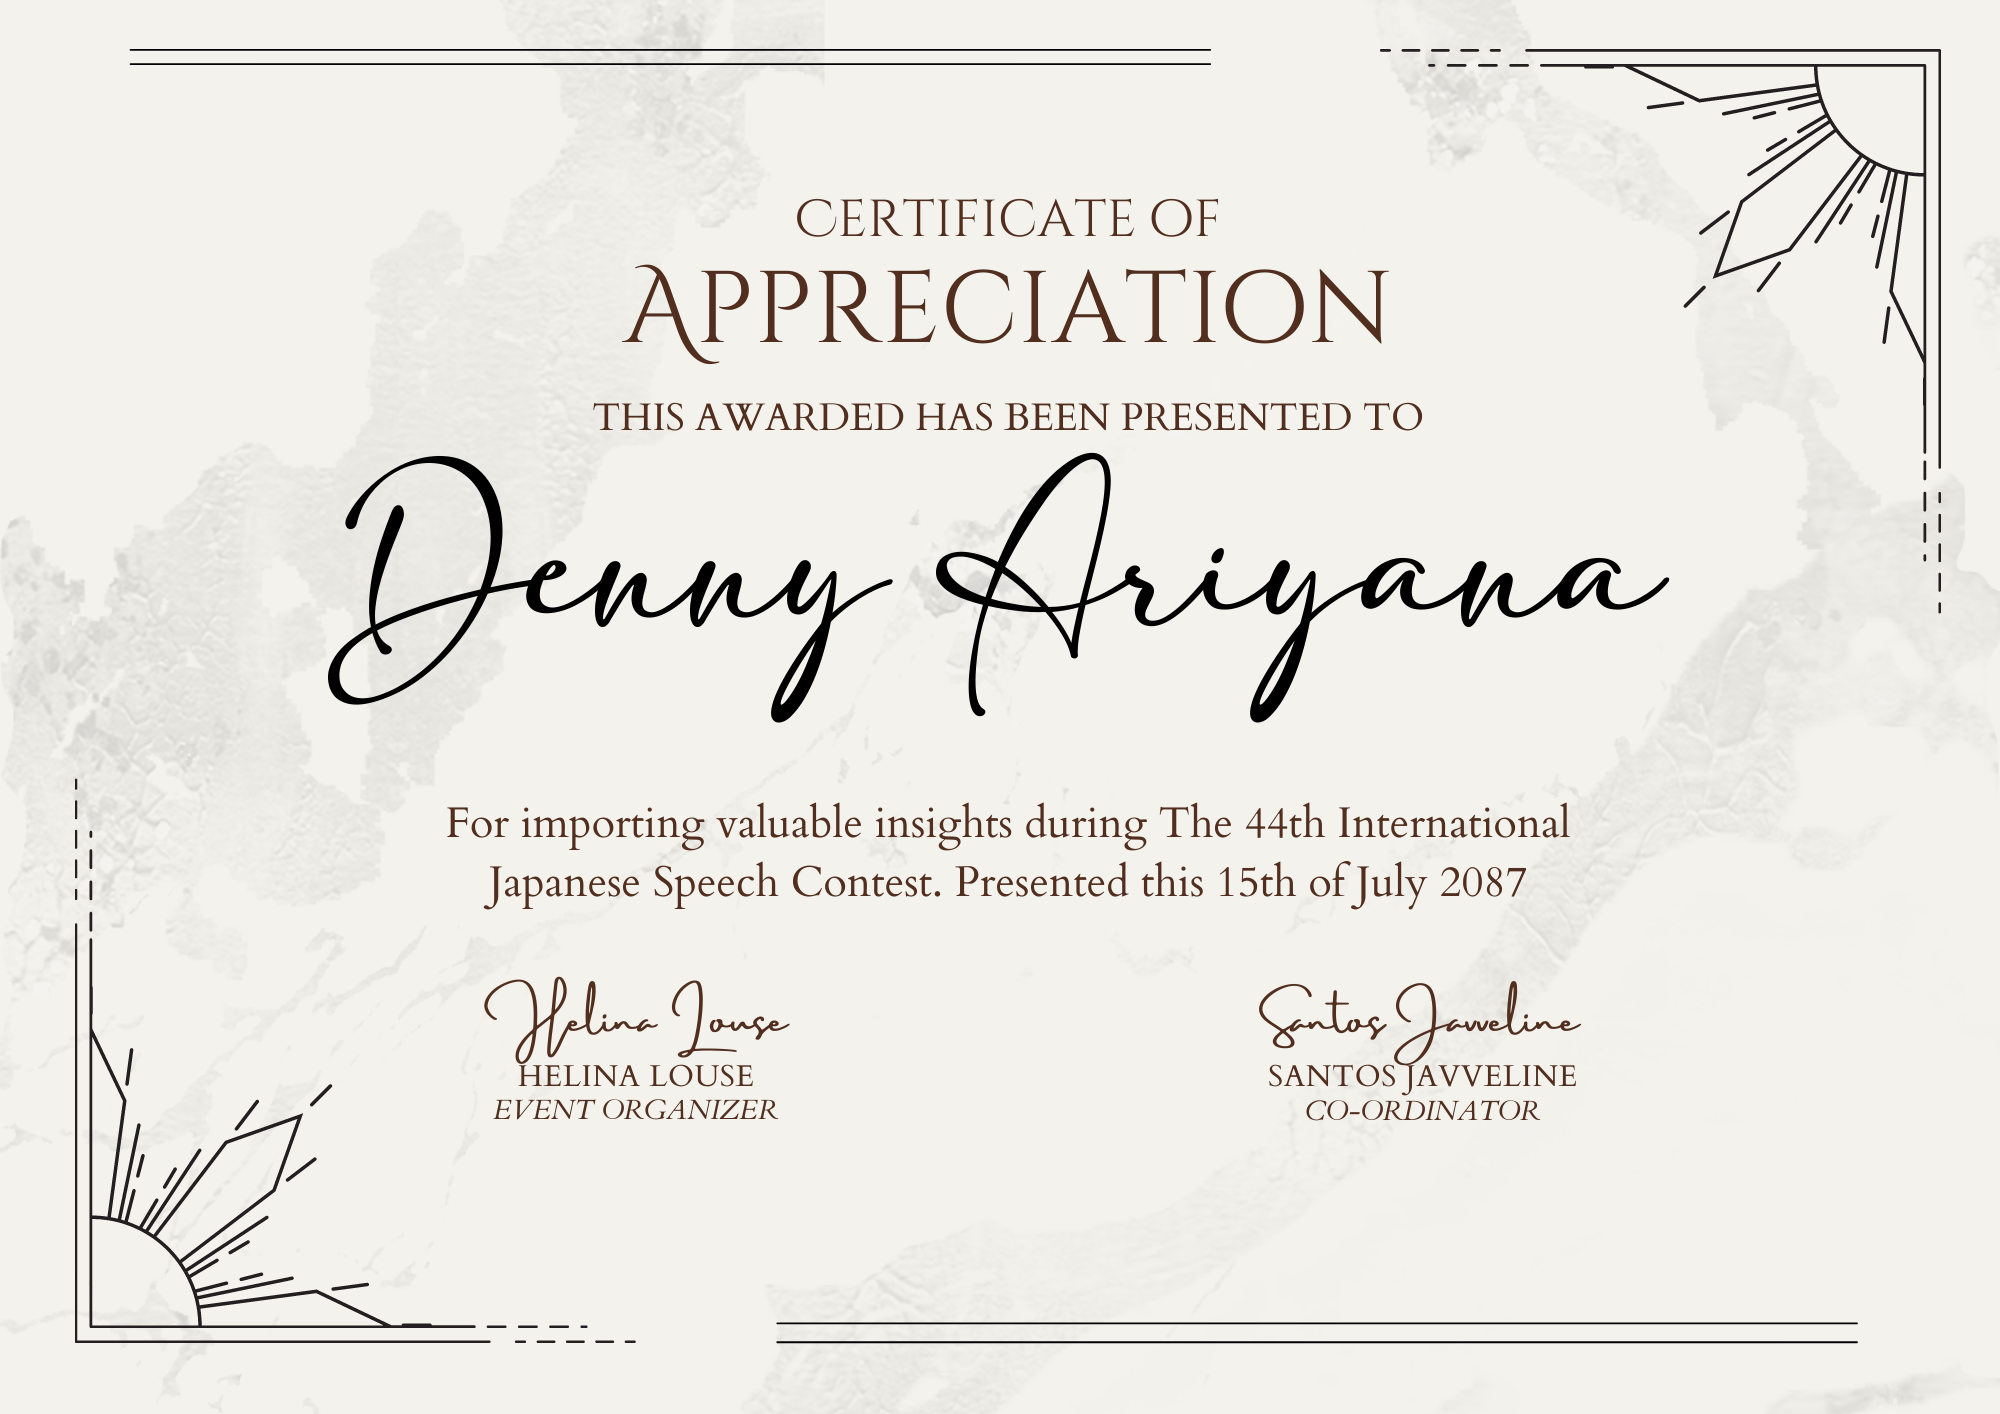 Certificate of
Appreciation
THIS AWARDED HAS BEEN PRESENTED TO
Denny Ariyana
For importing valuable insights during The 44th International
Japanese Speech Contest. Presented this 15th of July 2087
Helina Louse
HELINA LOUSE
EVENT ORGANIZER
Santos Javveline
SANTOS JAVVELINE
CO-ORDINATOR